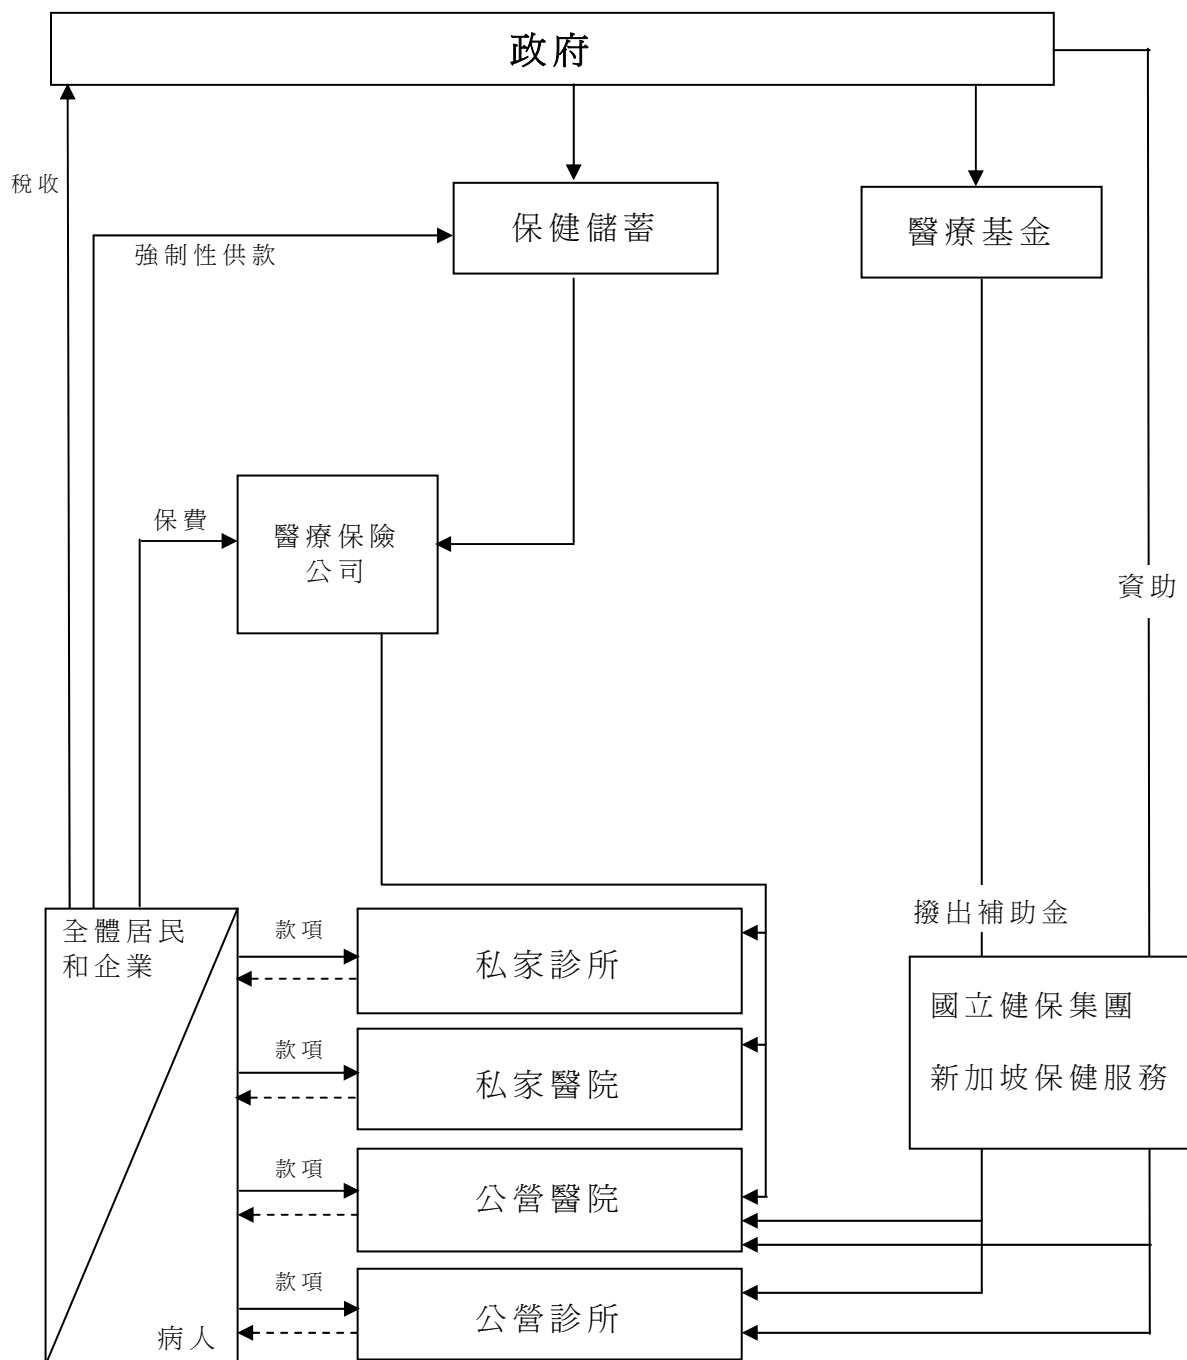 政府
稅收
保健儲蓄
醫療基金
強制性供款
保費
醫療保險
公司
資助
撥出補助金
全體居民
和企業
款項
私家診所
國立健保集團
款項
私家醫院
新加坡保健服務
款項
公營醫院
款項
公營診所
病人